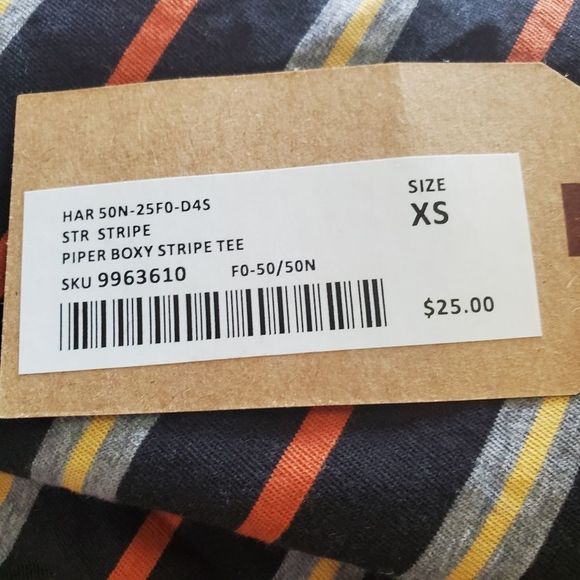 HAR 50N-25F0-D4S
STR STRIPE
PIPER BOXY STRIPE TEE
SKU 9963610 F0-50/50N
SIZE
XS
$25.00